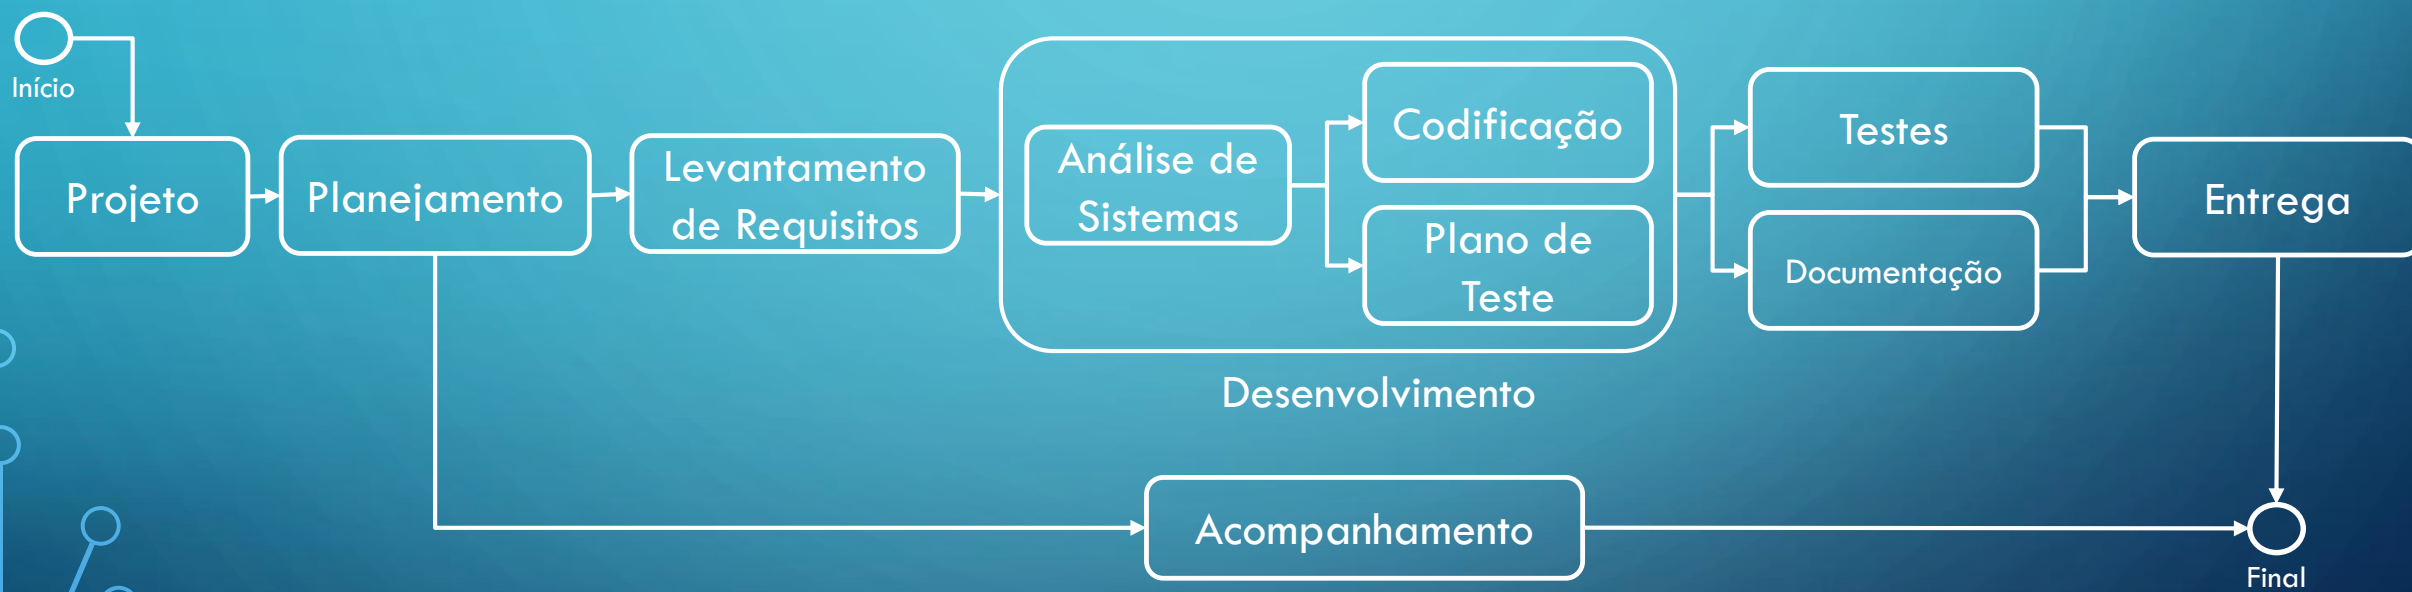 Início
Projeto
Planejamento
Levantamento
de Requisitos
Análise de
Sistemas
Codificação
Plano de
Teste
Desenvolvimento
Testes
Documentação
Entrega
Acompanhamento
Final